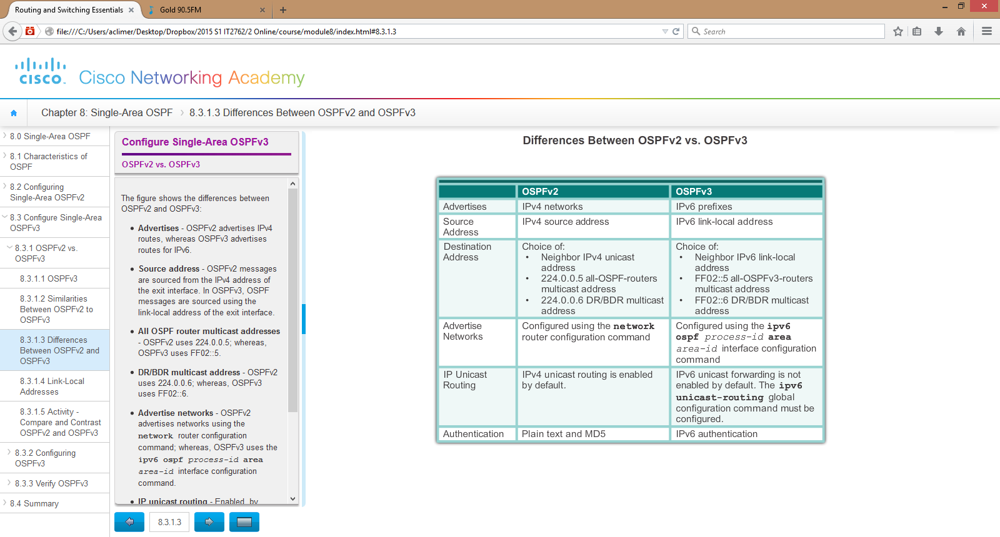 Routing and Switching Essentials
Gold 90.5FM
file:///C:/Users/aclimer/Desktop/Dropbox/2015 S1 IT2762/2 Online/course/module8/index.html#8.3.1.3
Search
CISCO.
Cisco Networking Academy
Chapter 8: Single-Area OSPF
8.3.1.3 Differences Between OSPFv2 and OSPFv3
8.0 Single-Area OSPF
8.1 Characteristics of
OSPF
8.2 Configuring
Single-Area OSPFv2
8.3 Configure Single-Area
OSPFv3
8.3.1 OSPFv2 vs.
OSPFv3
8.3.1.1 OSPFv3
8.3.1.2 Similarities
Between OSPFv2 to
OSPFv3
8.3.1.3 Differences
Between OSPFv2 and
OSPFv3
8.3.1.4 Link-Local
Addresses
8.3.1.5 Activity -
Compare and Contrast
OSPFv2 and OSPFv3
8.3.2 Configuring
OSPFv3
8.3.3 Verify OSPFv3
8.4 Summary
Configure Single-Area OSPFv3
OSPFv2 vs. OSPFv3
The figure shows the differences between
OSPFv2 and OSPFv3:
• Advertises - OSPFv2 advertises IPv4
routes, whereas OSPFv3 advertises
routes for IPv6.
• Source address - OSPFv2 messages
are sourced from the IPv4 address of
the exit interface. In OSPFv3, OSPF
messages are sourced using the
link-local address of the exit interface.
• All OSPF router multicast addresses
- OSPFv2 uses 224.0.0.5; whereas,
OSPFv3 uses FF02::5.
• DR/BDR multicast address - OSPFv2
uses 224.0.0.6; whereas, OSPFv3
uses FF02::6.
• Advertise networks - OSPFv2
advertises networks using the
network router configuration
command; whereas, OSPFv3 uses the
ipv6 ospf process-id area
area-id interface configuration
command.
• IP unicast routing - Enabled, by
8.3.1.3
Differences Between OSPFv2 vs. OSPFv3
OSPFv2 OSPFv3
Advertises IPv4 networks IPv6 prefixes
Source
Address
IPv4 source address
IPv6 link-local address
Destination
Address
Choice of:
• Neighbor IPv4 unicast
address
• 224.0.0.5 all-OSPF-routers
multicast address
• 224.0.0.6 DR/BDR multicast
address
Choice of:
• Neighbor IPv6 link-local
address
• FF02::5 all-OSPFv3-routers
multicast address
• FF02::6 DR/BDR multicast
address
Advertise
Networks
Configured using the network
router configuration command
Configured using the ipv6
ospf process-id area
area-id interface configuration
command
IP Unicast
Routing
IPv4 unicast routing is enabled
by default.
IPv6 unicast forwarding is not
enabled by default. The ipv6
unicast-routing global
configuration command must be
configured.
Authentication Plain text and MD5 IPv6 authentication